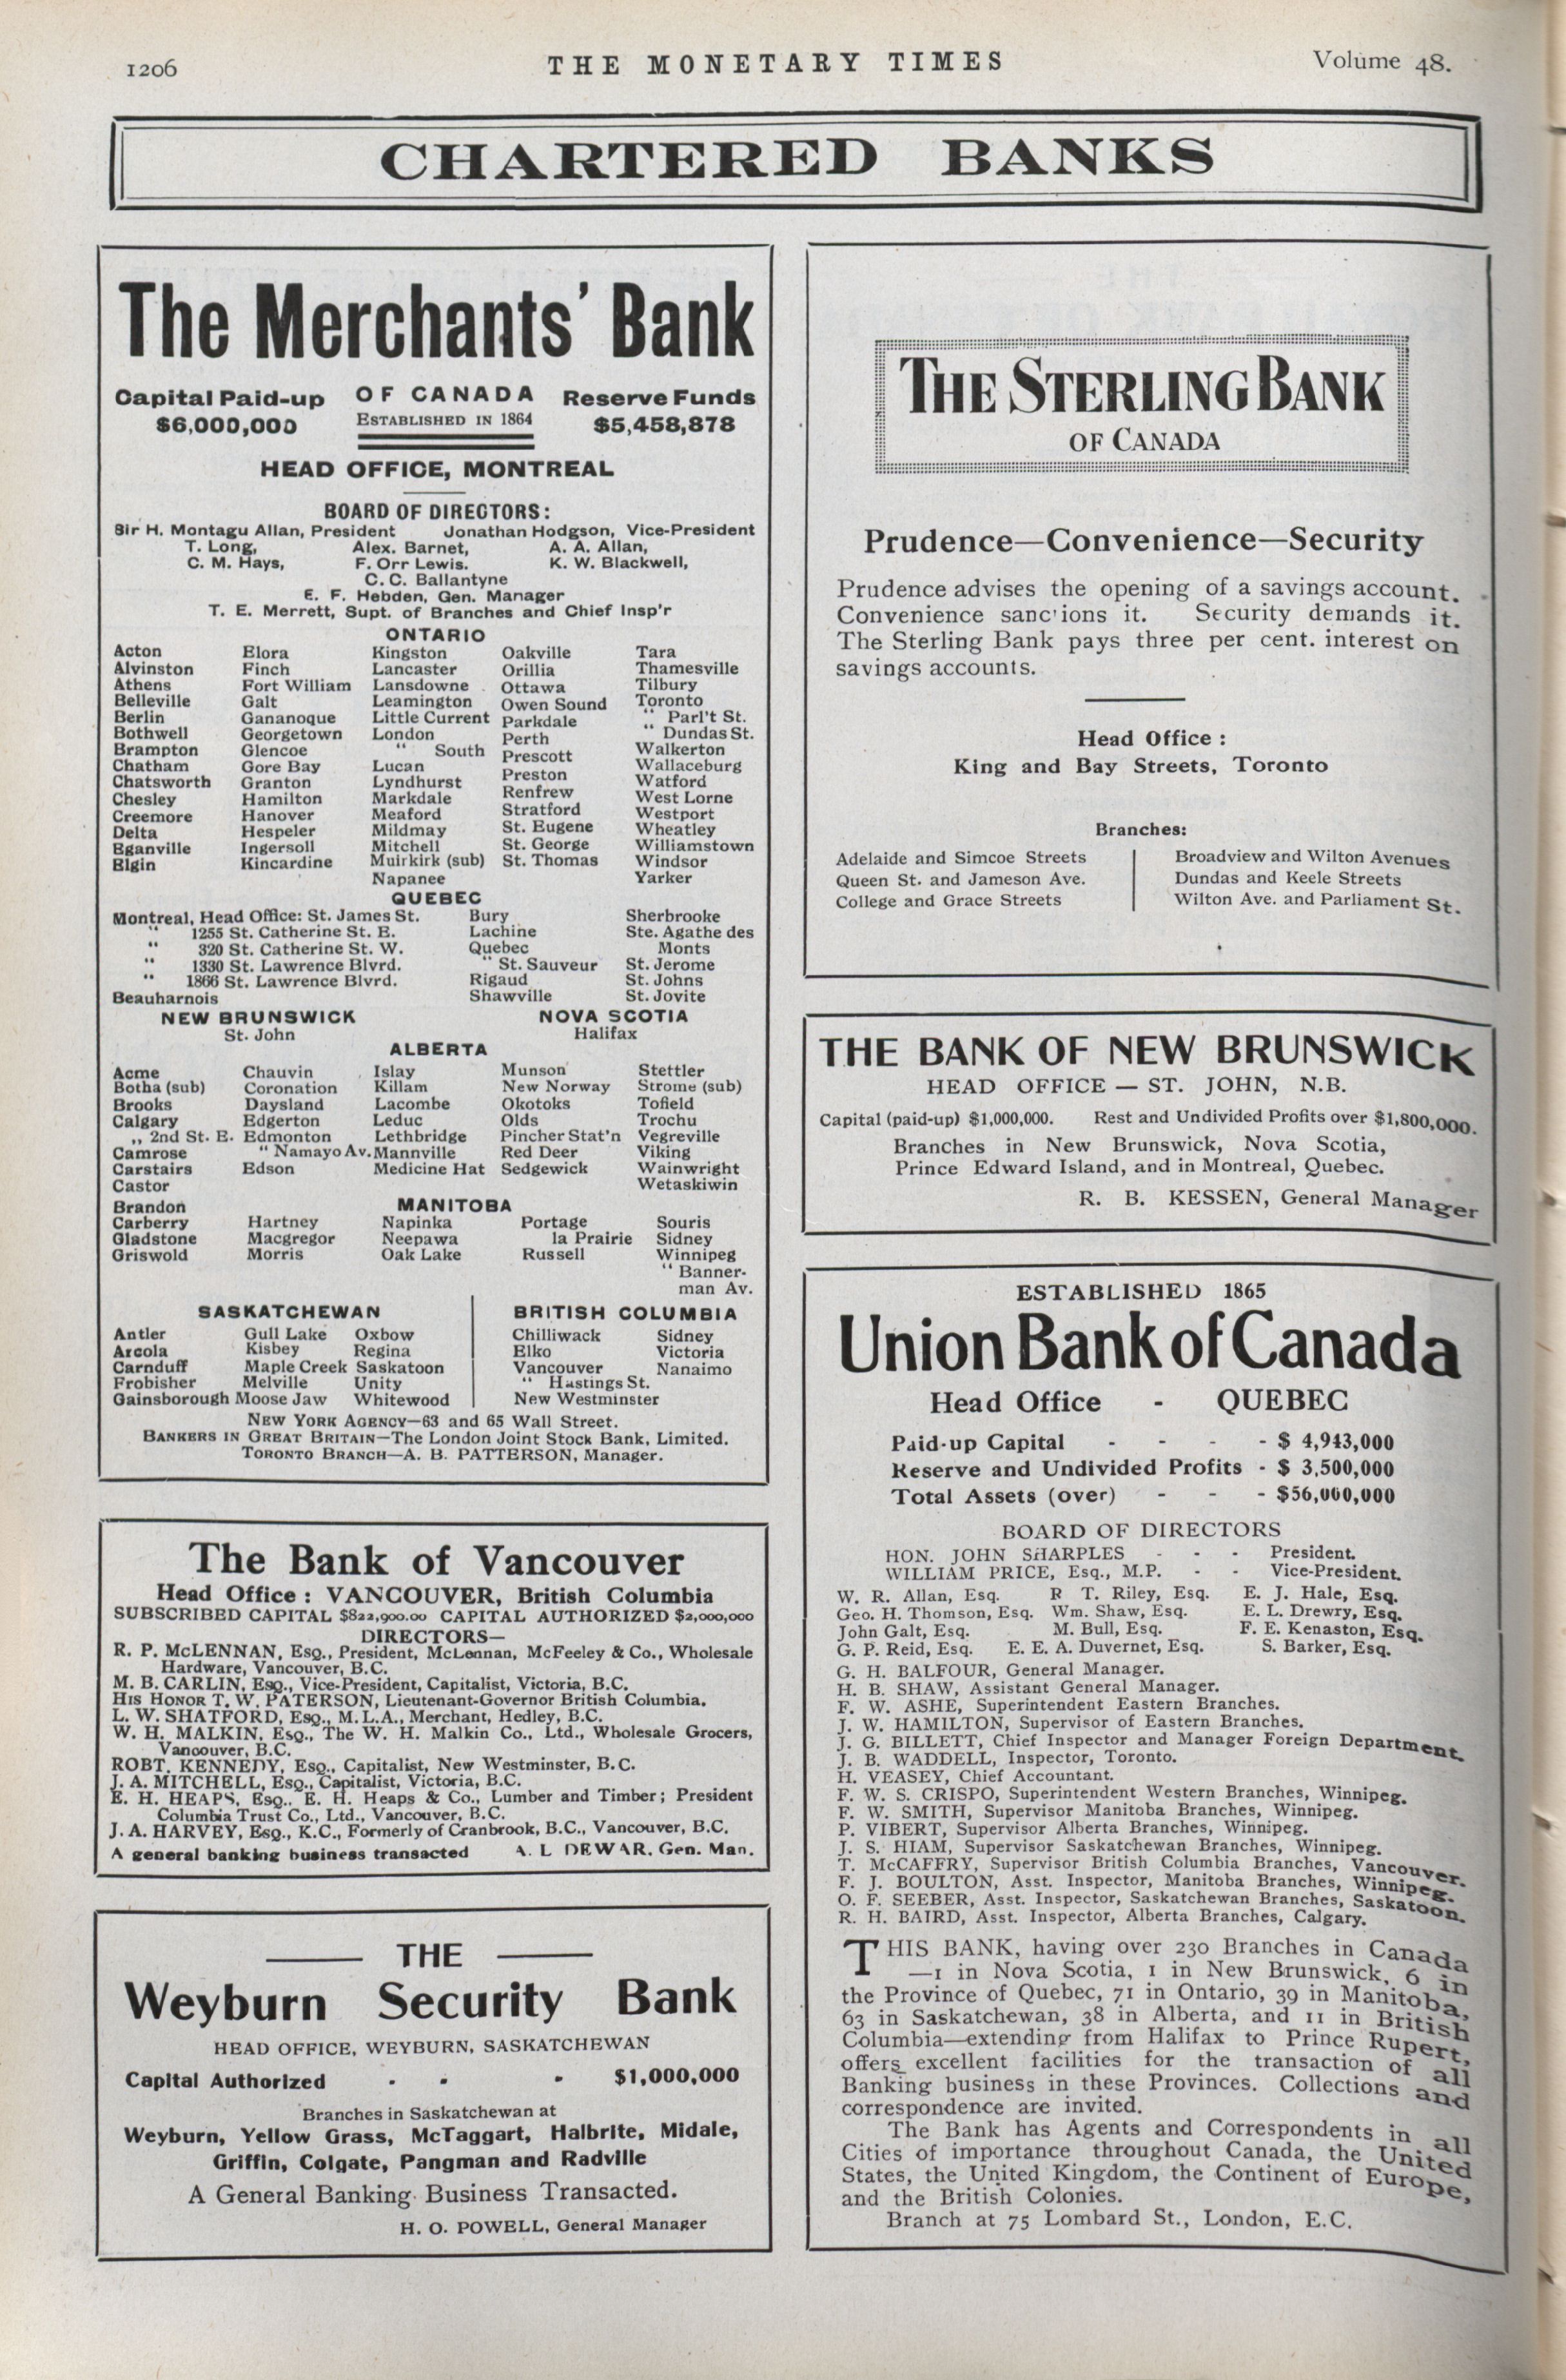 1206
THE MONETARY TIMES
Volume 48.
CHARTERED BANKS
The Merchants' Bank
Capital Paid-up OF CANADA Reserve Funds
$6,000,000 ESTABLISHED IN 1864 $5,458,878
HEAD OFFICE, MONTREAL
BOARD OF DIRECTORS:
Sir H. Montagu Allan, President Jonathan Hodgson, Vice-President
T. Long, Alex. Barnet, A. A. Allan,
C. M. Hays, F. Orr Lewis. K. W. Blackwell,
C. C. Ballantyne
E. F. Hebden, Gen. Manager
T. E. Merrett, Supt. of Branches and Chief Insp'r
ONTARIO
Acton Elora Kingston Oakville Tara
Alvinston Finch Lancaster Orillia Thamesville
Athens Fort William Lansdowne Ottawa Tilbury
Belleville Galt Leamington Owen Sound Toronto
Berlin Gananoque Little Current Parkdale " Parl't St.
Bothwell Georgetown London Perth " Dundas St.
Brampton Glencoe " South Prescott Walkerton
Chatham Gore Bay Lucan Preston Wallaceburg
Chatsworth Granton Lyndhurst Renfrew Watford
Chesley Hamilton Markdale Stratford West Lorne
Creemore Hanover Meaford St. Eugene Westport
Delta Hespeler Mildmay St. George Wheatley
Eganville Ingersoll Mitchell St. Thomas Williamstown
Elgin Kincardine Muirkirk (sub) Windsor
Napanee Yarker
QUEBEC
Montreal, Head Office: St. James St. Bury Sherbrooke
" 1255 St. Catherine St. E. Lachine Ste. Agathe des
" 320 St. Catherine St. W. Quebec Monts
" 1330 St. Lawrence Blvrd. " St. Sauveur St. Jerome
" 1866 St. Lawrence Blvrd. Rigaud St. Johns
Beauharnois Shawville St. Jovite
NEW BRUNSWICK NOVA SCOTIA
St. John Halifax
ALBERTA
Acme Chauvin Islay Munson Stettler
Botha (sub) Coronation Killam New Norway Strome (sub)
Brooks Daysland Lacombe Okotoks Tofield
Calgary Edgerton Leduc Olds Trochu
„ 2nd St. E. Edmonton Lethbridge Pincher Stat'n Vegreville
Camrose " Namayo Av. Mannville Red Deer Viking
Carstairs Edson Medicine Hat Sedgewick Wainwright
Castor Wetaskiwin
Brandon MANITOBA
Carberry Hartney Napinka Portage Souris
Gladstone Macgregor Neepawa la Prairie Sidney
Griswold Morris Oak Lake Russell Winnipeg
" Banner-
man Av.
SASKATCHEWAN
Antler Gull Lake Oxbow
Arcola Kisbey Regina
Carnduff Maple Creek Saskatoon
Frobisher Melville Unity
Gainsborough Moose Jaw Whitewood
BRITISH COLUMBIA
Chilliwack Sidney
Elko Victoria
Vancouver Nanaimo
" Hastings St.
New Westminster
NEW YORK AGENCY—63 and 65 Wall Street.
BANKERS IN GREAT BRITAIN—The London Joint Stock Bank, Limited.
TORONTO BRANCH—A. B. PATTERSON, Manager.
The Bank of Vancouver
Head Office: VANCOUVER, British Columbia
SUBSCRIBED CAPITAL $822,900.00 CAPITAL AUTHORIZED $2,000,000
DIRECTORS—
R. P. McLENNAN, Esq., President, McLennan, McFeeley & Co., Wholesale
Hardware, Vancouver, B.C.
M. B. CARLIN, Esq., Vice-President, Capitalist, Victoria, B.C.
HIS HONOR T. W. PATERSON, Lieutenant-Governor British Columbia.
L. W. SHATFORD, Esq., M.L.A., Merchant, Hedley, B.C.
W. H. MALKIN, Esq., The W. H. Malkin Co., Ltd., Wholesale Grocers,
Vancouver, B.C.
ROBT. KENNEDY, Esq., Capitalist, New Westminster, B.C.
J. A. MITCHELL, Esq., Capitalist, Victoria, B.C.
E. H. HEAPS, Esq., E. H. Heaps & Co., Lumber and Timber; President
Columbia Trust Co., Ltd., Vancouver, B.C.
J. A. HARVEY, Esq., K.C., Formerly of Cranbrook, B.C., Vancouver, B.C.
A general banking business transacted A. L DEWAR. Gen. Man.
THE
Weyburn Security Bank
HEAD OFFICE, WEYBURN, SASKATCHEWAN
Capital Authorized - - - $1,000,000
Branches in Saskatchewan at
Weyburn, Yellow Grass, McTaggart, Halbrite, Midale,
Griffin, Colgate, Pangman and Radville
A General Banking Business Transacted.
H. O. POWELL, General Manager
THE STERLING BANK
OF CANADA
Prudence—Convenience—Security
Prudence advises the opening of a savings account.
Convenience sanctions it. Security demands it.
The Sterling Bank pays three per cent. interest on
savings accounts.
Head Office:
King and Bay Streets, Toronto
Branches:
Adelaide and Simcoe Streets
Queen St. and Jameson Ave.
College and Grace Streets
Broadview and Wilton Avenues
Dundas and Keele Streets
Wilton Ave. and Parliament St.
THE BANK OF NEW BRUNSWICK
HEAD OFFICE — ST. JOHN, N.B.
Capital (paid-up) $1,000,000. Rest and Undivided Profits over $1,800,000.
Branches in New Brunswick, Nova Scotia,
Prince Edward Island, and in Montreal, Quebec.
R. B. KESSEN, General Manager
ESTABLISHED 1865
Union Bank of Canada
Head Office - QUEBEC
Paid-up Capital - - - - $ 4,943,000
Reserve and Undivided Profits - $ 3,500,000
Total Assets (over) - - - $56,000,000
BOARD OF DIRECTORS
HON. JOHN SHARPLES - - - President.
WILLIAM PRICE, Esq., M.P. - - Vice-President.
W. R. Allan, Esq. R T. Riley, Esq. E. J. Hale, Esq.
Geo. H. Thomson, Esq. Wm. Shaw, Esq. E. L. Drewry, Esq.
John Galt, Esq. M. Bull, Esq. F. E. Kenaston, Esq.
G. P. Reid, Esq. E. E. A. Duvernet, Esq. S. Barker, Esq.
G. H. BALFOUR, General Manager.
H. B. SHAW, Assistant General Manager.
F. W. ASHE, Superintendent Eastern Branches.
J. W. HAMILTON, Supervisor of Eastern Branches.
J. G. BILLETT, Chief Inspector and Manager Foreign Department.
J. B. WADDELL, Inspector, Toronto.
H. VEASEY, Chief Accountant.
F. W. S. CRISPO, Superintendent Western Branches, Winnipeg.
F. W. SMITH, Supervisor Manitoba Branches, Winnipeg.
P. VIBERT, Supervisor Alberta Branches, Winnipeg.
J. S. HIAM, Supervisor Saskatchewan Branches, Winnipeg.
T. McCAFFRY, Supervisor British Columbia Branches, Vancouver.
F. J. BOULTON, Asst. Inspector, Manitoba Branches, Winnipeg.
O. F. SEEBER, Asst. Inspector, Saskatchewan Branches, Saskatoon.
R. H. BAIRD, Asst. Inspector, Alberta Branches, Calgary.
THIS BANK, having over 230 Branches in Canada
—1 in Nova Scotia, 1 in New Brunswick, 6 in
the Province of Quebec, 71 in Ontario, 39 in Manitoba,
63 in Saskatchewan, 38 in Alberta, and 11 in British
Columbia—extending from Halifax to Prince Rupert,
offers excellent facilities for the transaction of all
Banking business in these Provinces. Collections and
correspondence are invited.
The Bank has Agents and Correspondents in all
Cities of importance throughout Canada, the United
States, the United Kingdom, the Continent of Europe,
and the British Colonies.
Branch at 75 Lombard St., London, E.C.